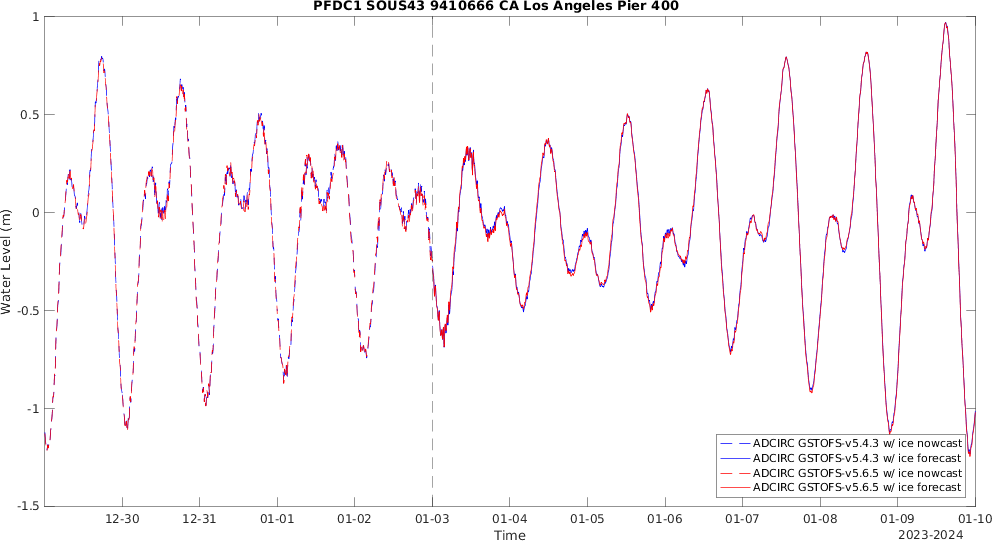 PFDC1 SOUS43 9410666 CA Los Angeles Pier 400
1
0.5
0
-0.5
-1
-1.5
Water Level (m)
ADCIRC GSTOFS-v5.4.3 w/ ice nowcast
ADCIRC GSTOFS-v5.4.3 w/ ice forecast
ADCIRC GSTOFS-v5.6.5 w/ ice nowcast
ADCIRC GSTOFS-v5.6.5 w/ ice forecast
12-30 12-31 01-01 01-02 01-03 01-04 01-05 01-06 01-07 01-08 01-09 01-10
Time
2023-2024